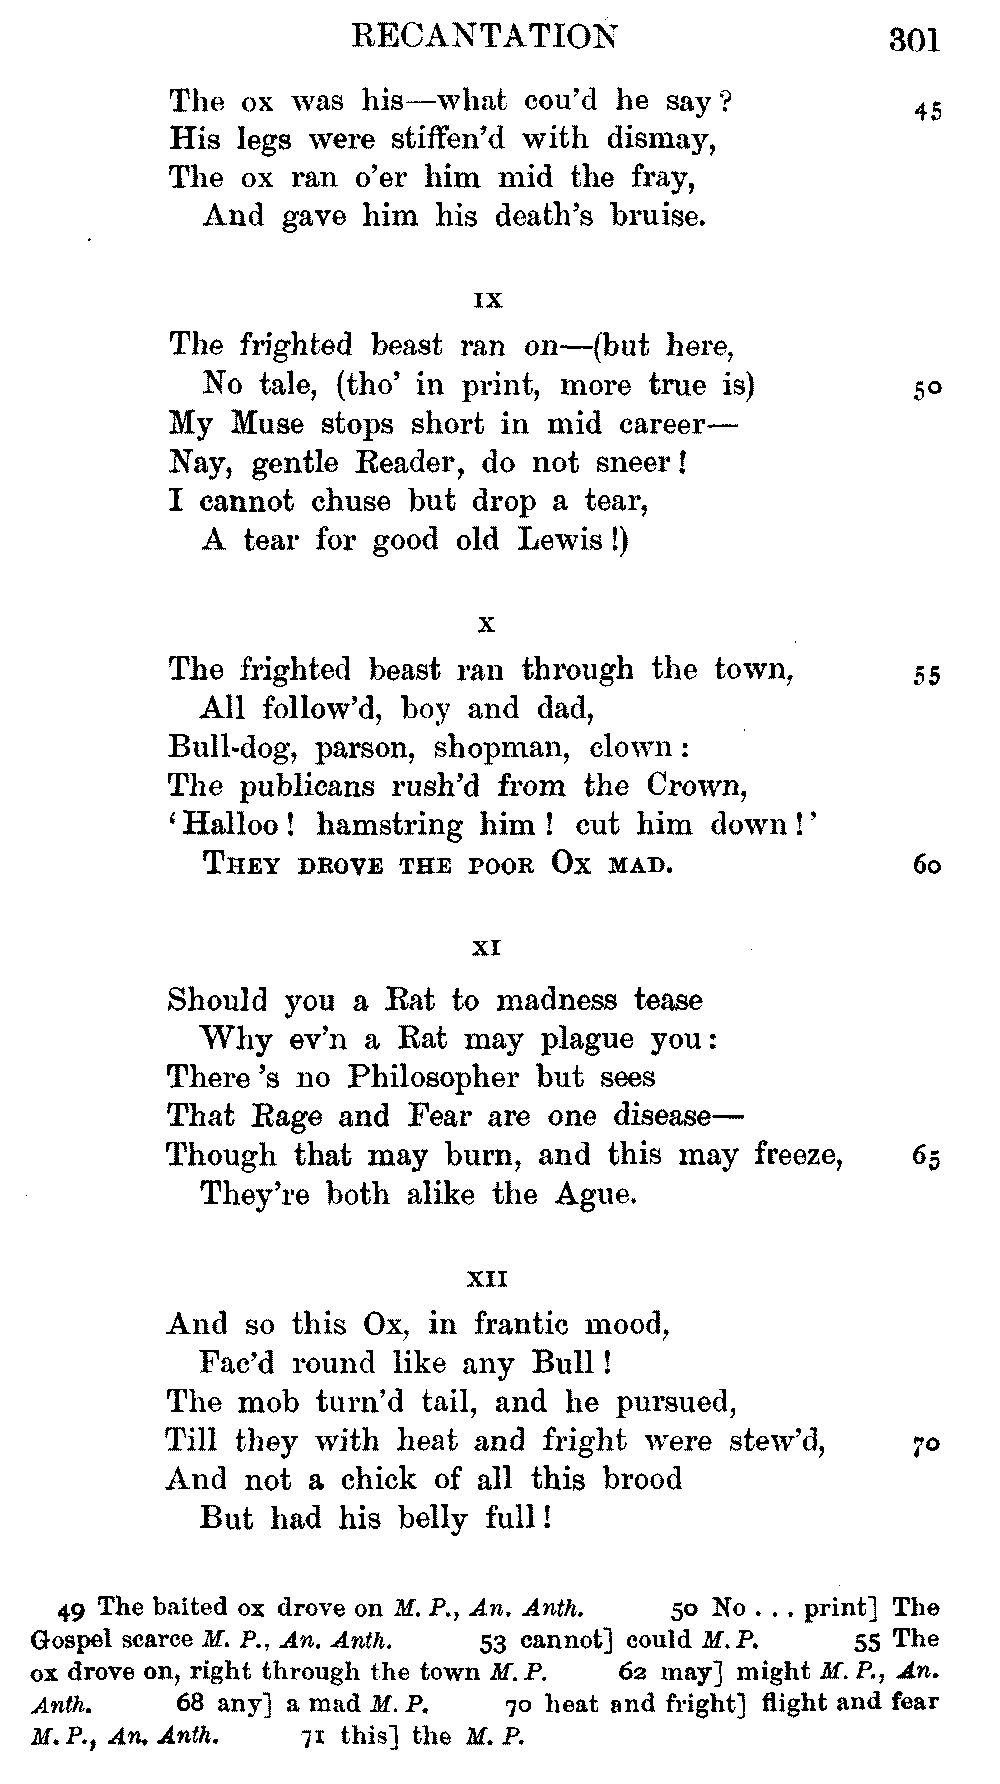 RECANTATION 301
The ox was his—what cou'd he say? 45
His legs were stiffen'd with dismay,
The ox ran o'er him mid the fray,
And gave him his death's bruise.
IX
The frighted beast ran on—(but here,
No tale, (tho' in print, more true is) 50
My Muse stops short in mid career—
Nay, gentle Reader, do not sneer!
I cannot chuse but drop a tear,
A tear for good old Lewis!)
X
The frighted beast ran through the town, 55
All follow'd, boy and dad,
Bull-dog, parson, shopman, clown:
The publicans rush'd from the Crown,
'Halloo! hamstring him! cut him down!'
THEY DROVE THE POOR OX MAD. 60
XI
Should you a Rat to madness tease
Why ev'n a Rat may plague you:
There's no Philosopher but sees
That Rage and Fear are one disease—
Though that may burn, and this may freeze, 65
They're both alike the Ague.
XII
And so this Ox, in frantic mood,
Fac'd round like any Bull!
The mob turn'd tail, and he pursued,
Till they with heat and fright were stew'd, 70
And not a chick of all this brood
But had his belly full!
49 The baited ox drove on M. P., An. Anth. 50 No . . . print] The
Gospel scarce M. P., An. Anth. 53 cannot] could M. P. 55 The
ox drove on, right through the town M. P. 62 may] might M. P., An.
Anth. 68 any] a mad M. P. 70 heat and fright] flight and fear
M. P., An. Anth. 71 this] the M. P.